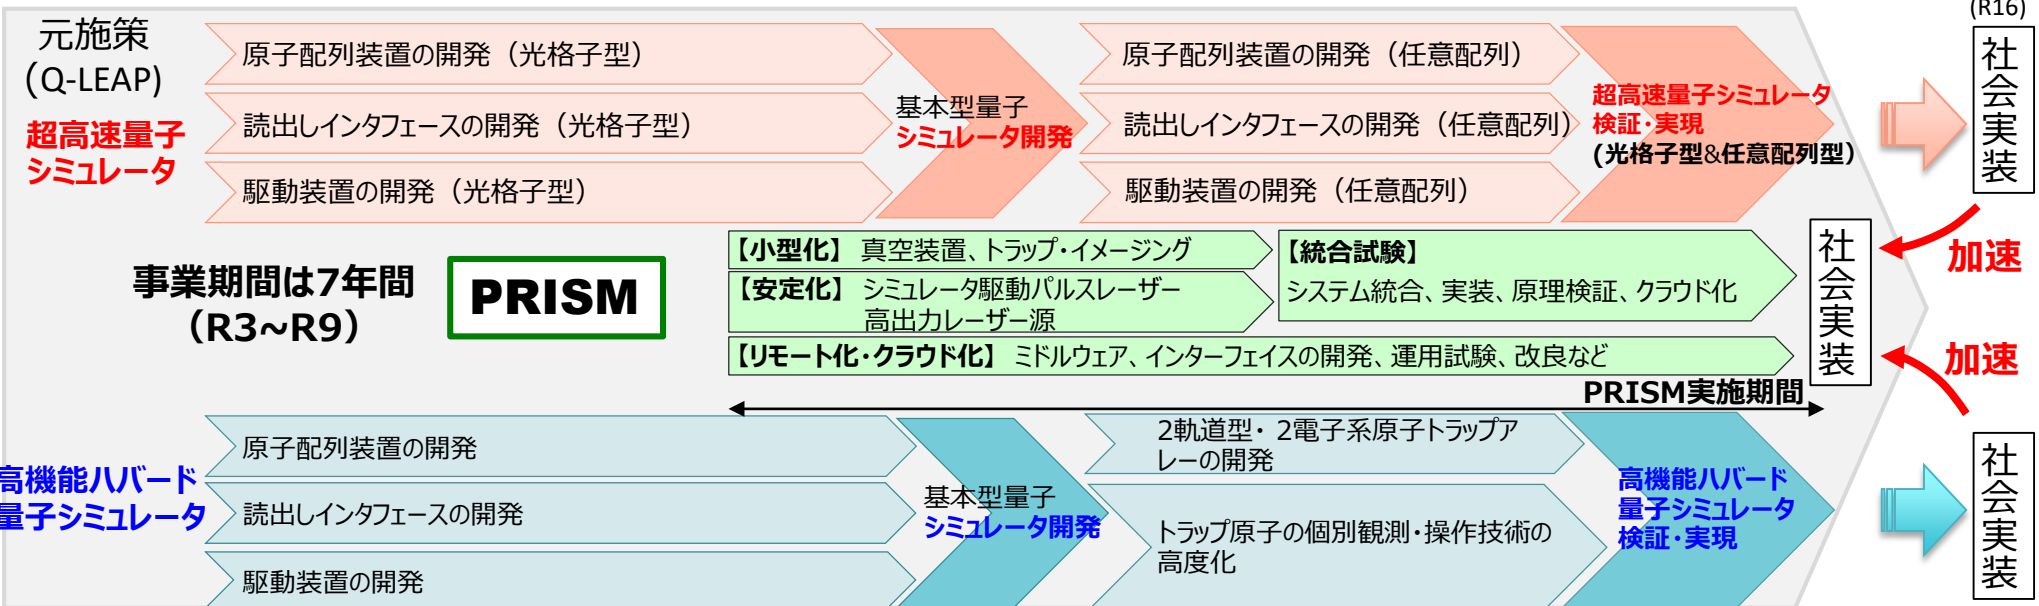 (R16)
元施策
(Q-LEAP)
超高速量子
シミュレータ
原子配列装置の開発（光格子型）
読出しインタフェースの開発（光格子型）
駆動装置の開発（光格子型）
基本型量子
シミュレータ開発
原子配列装置の開発（任意配列）
読出しインタフェースの開発（任意配列）
駆動装置の開発（任意配列）
超高速量子シミュレータ
検証・実現
(光格子型&任意配列型）
社会実装
事業期間は7年間
（R3~R9）
PRISM
【小型化】 真空装置、トラップ・イメージング
【安定化】 シミュレータ駆動パルスレーザー
高出力レーザー源
【統合試験】
システム統合、実装、原理検証、クラウド化
【リモート化・クラウド化】 ミドルウェア、インターフェイスの開発、運用試験、改良など
社会実装
加速
加速
PRISM実施期間
高機能ハバード
量子シミュレータ
原子配列装置の開発
読出しインタフェースの開発
駆動装置の開発
基本型量子
シミュレータ開発
2軌道型・ 2電子系原子トラップア
レーの開発
トラップ原子の個別観測・操作技術の
高度化
高機能ハバード
量子シミュレータ
検証・実現
社会実装